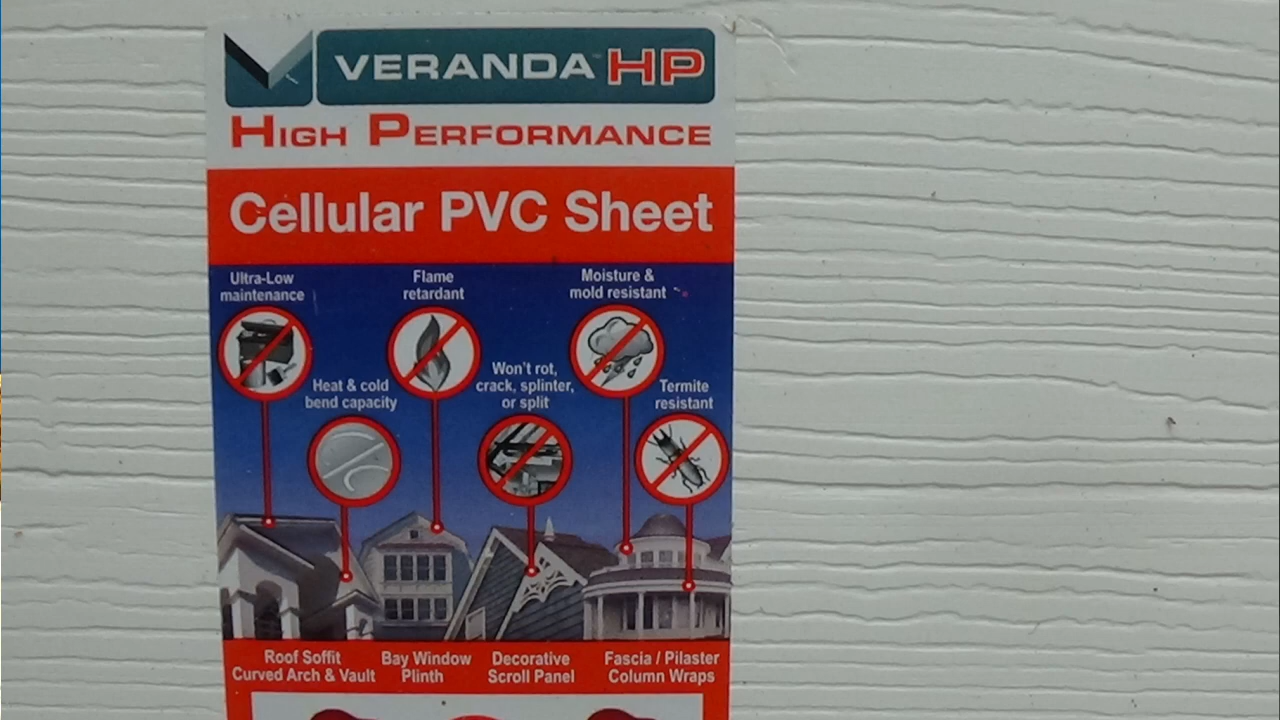 VERANDA™ HP
HIGH PERFORMANCE
Cellular PVC Sheet
Ultra-Low
maintenance
Flame
retardant
Moisture &
mold resistant
Heat & cold
bend capacity
Won't rot,
crack, splinter,
or split
Termite
resistant
Roof Soffit
Curved Arch & Vault
Bay Window
Plinth
Decorative
Scroll Panel
Fascia / Pilaster
Column Wraps